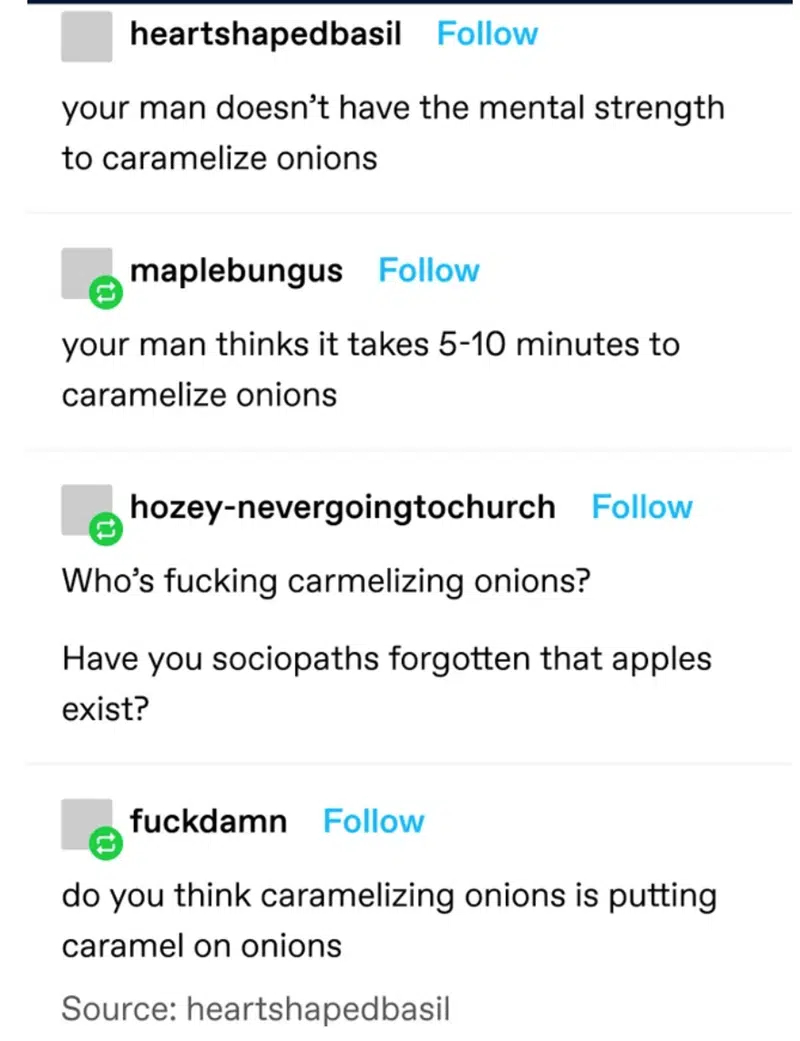 heartshapedbasil Follow
your man doesn’t have the mental strength
to caramelize onions
maplebungus Follow
your man thinks it takes 5-10 minutes to
caramelize onions
hozey-nevergoingtochurch Follow
Who’s fucking carmelizing onions?
Have you sociopaths forgotten that apples
exist?
fuckdamn Follow
do you think caramelizing onions is putting
caramel on onions
Source: heartshapedbasil